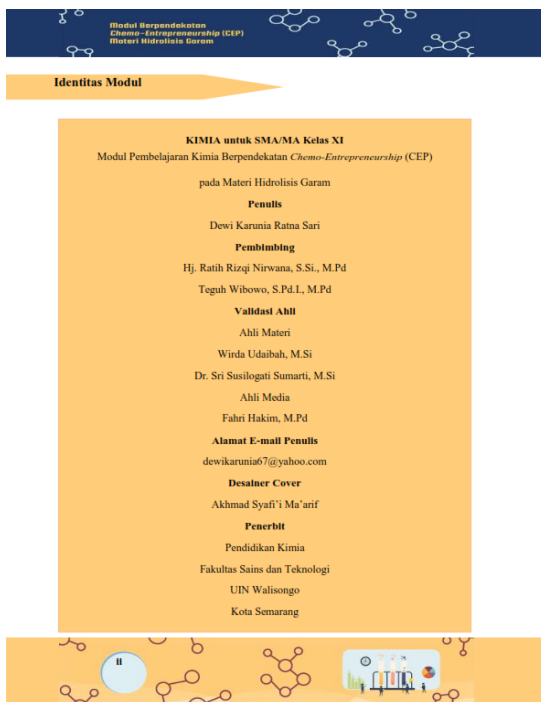 Modul Berpendekatan
Chemo-Entrepreneurship (CEP)
Materi Hidrolisis Garam
Identitas Modul
KIMIA untuk SMA/MA Kelas XI
Modul Pembelajaran Kimia Berpendekatan Chemo-Entrepreneurship (CEP)
pada Materi Hidrolisis Garam
Penulis
Dewi Karunia Ratna Sari
Pembimbing
Hj. Ratih Rizqi Nirwana, S.Si., M.Pd
Teguh Wibowo, S.Pd.I., M.Pd
Validasi Ahli
Ahli Materi
Wirda Udaibah, M.Si
Dr. Sri Susilogati Sumarti, M.Si
Ahli Media
Fahri Hakim, M.Pd
Alamat E-mail Penulis
dewikarunia67@yahoo.com
Desainer Cover
Akhmad Syafi'i Ma'arif
Penerbit
Pendidikan Kimia
Fakultas Sains dan Teknologi
UIN Walisongo
Kota Semarang
ii